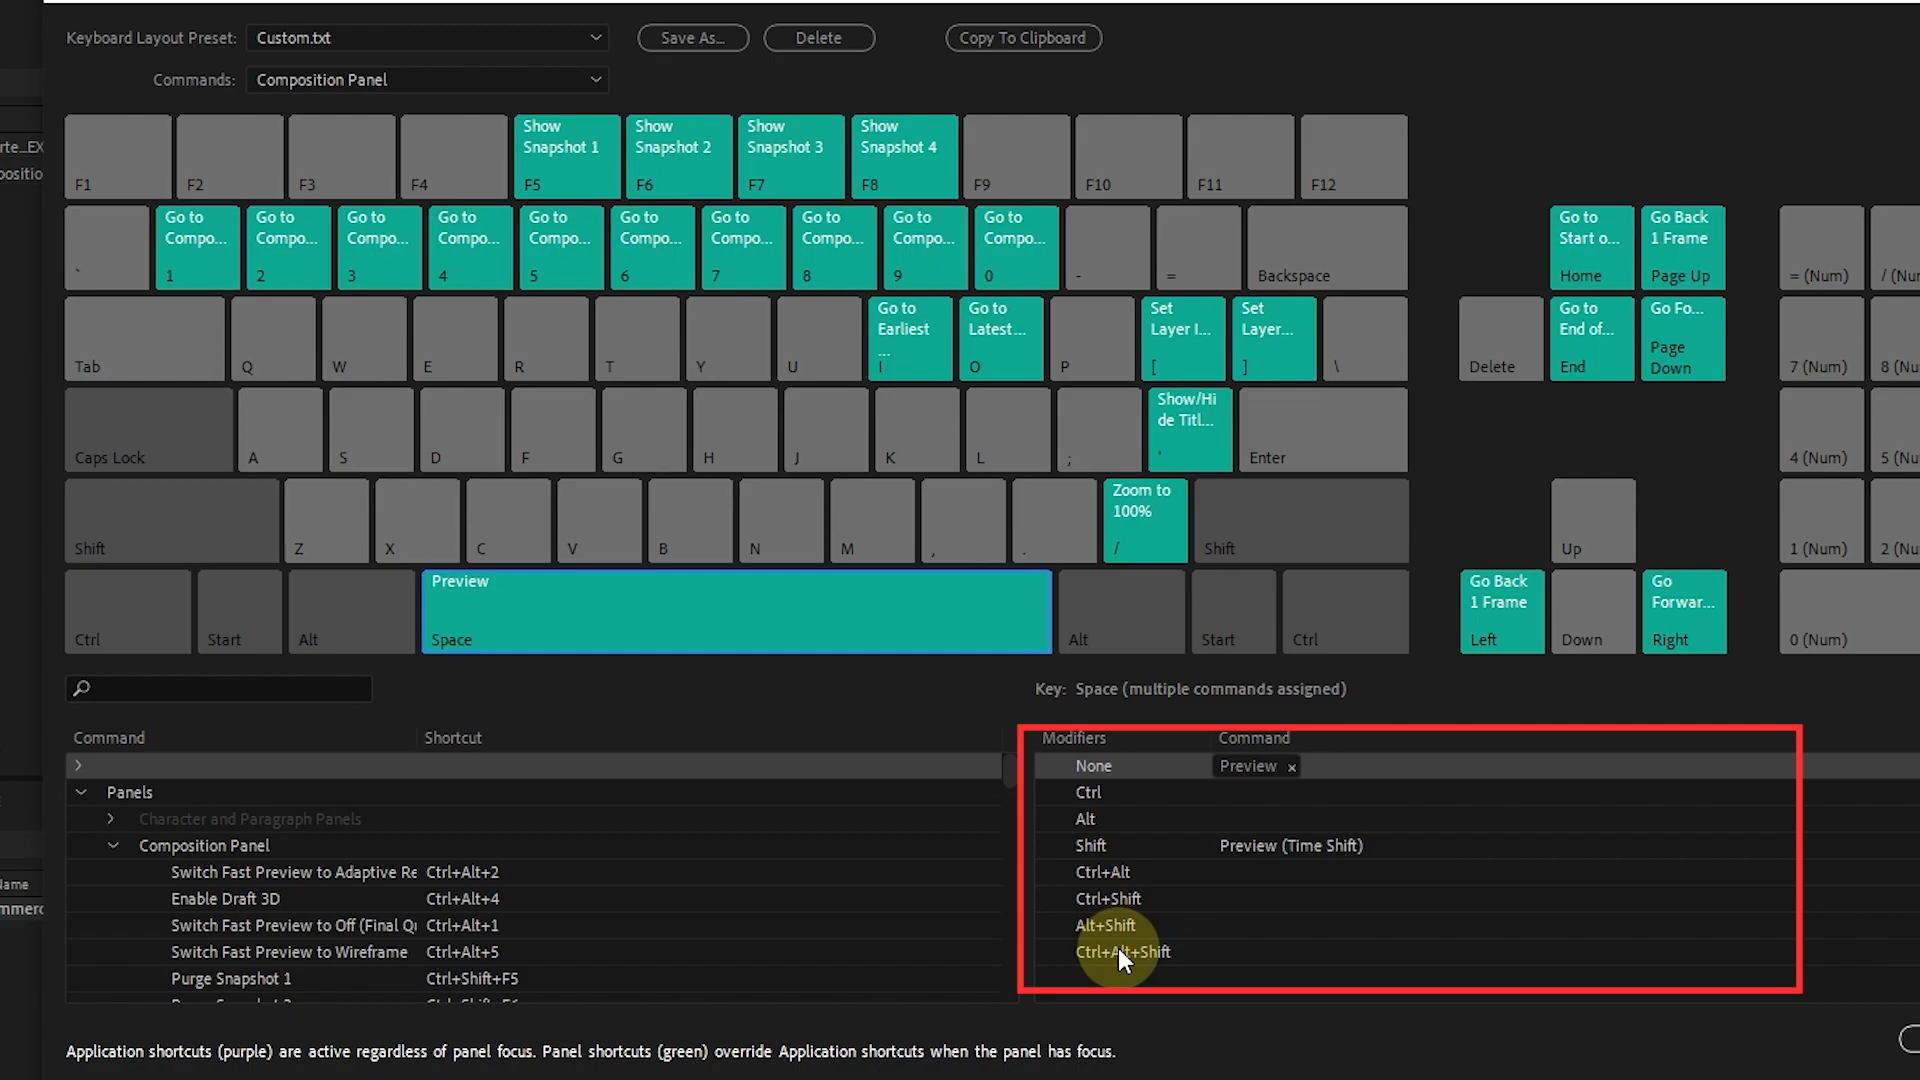 Keyboard Layout Preset: Custom.txt Save As... Delete Copy To Clipboard
Commands: Composition Panel
rte_EX
positio
Show Snapshot 1 F5
Show Snapshot 2 F6
Show Snapshot 3 F7
Show Snapshot 4 F8
F1 F2 F3 F4 F9 F10 F11 F12
`
Go to Compo... 1
Go to Compo... 2
Go to Compo... 3
Go to Compo... 4
Go to Compo... 5
Go to Compo... 6
Go to Compo... 7
Go to Compo... 8
Go to Compo... 9
Go to Compo... 0
- = Backspace
Go to Start o... Home
Go Back 1 Frame Page Up
= (Num) / (Nu
Tab Q W E R T Y U
Go to Earliest ... I
Go to Latest... O
P
Set Layer I... [
Set Layer... ]
\
Delete
Go to End of... End
Go Fo... Page Down
7 (Num) 8 (Nu
Caps Lock A S D F G H J K L ;
Show/Hide Titl... '
Enter
4 (Num) 5 (Nu
Shift Z X C V B N M , .
Zoom to 100% /
Shift
Up
1 (Num) 2 (Nu
Ctrl Start Alt
Preview Space
Alt Start Ctrl
Go Back 1 Frame Left
Down
Go Forwar... Right
0 (Num)
Key: Space (multiple commands assigned)
Command Shortcut
Panels
Character and Paragraph Panels
Composition Panel
Switch Fast Preview to Adaptive Re Ctrl+Alt+2
Enable Draft 3D Ctrl+Alt+4
Switch Fast Preview to Off (Final Qu Ctrl+Alt+1
Switch Fast Preview to Wireframe Ctrl+Alt+5
Purge Snapshot 1 Ctrl+Shift+F5
Modifiers Command
None Preview x
Ctrl
Alt
Shift Preview (Time Shift)
Ctrl+Alt
Ctrl+Shift
Alt+Shift
Ctrl+Alt+Shift
Name
mmerc
Application shortcuts (purple) are active regardless of panel focus. Panel shortcuts (green) override Application shortcuts when the panel has focus.